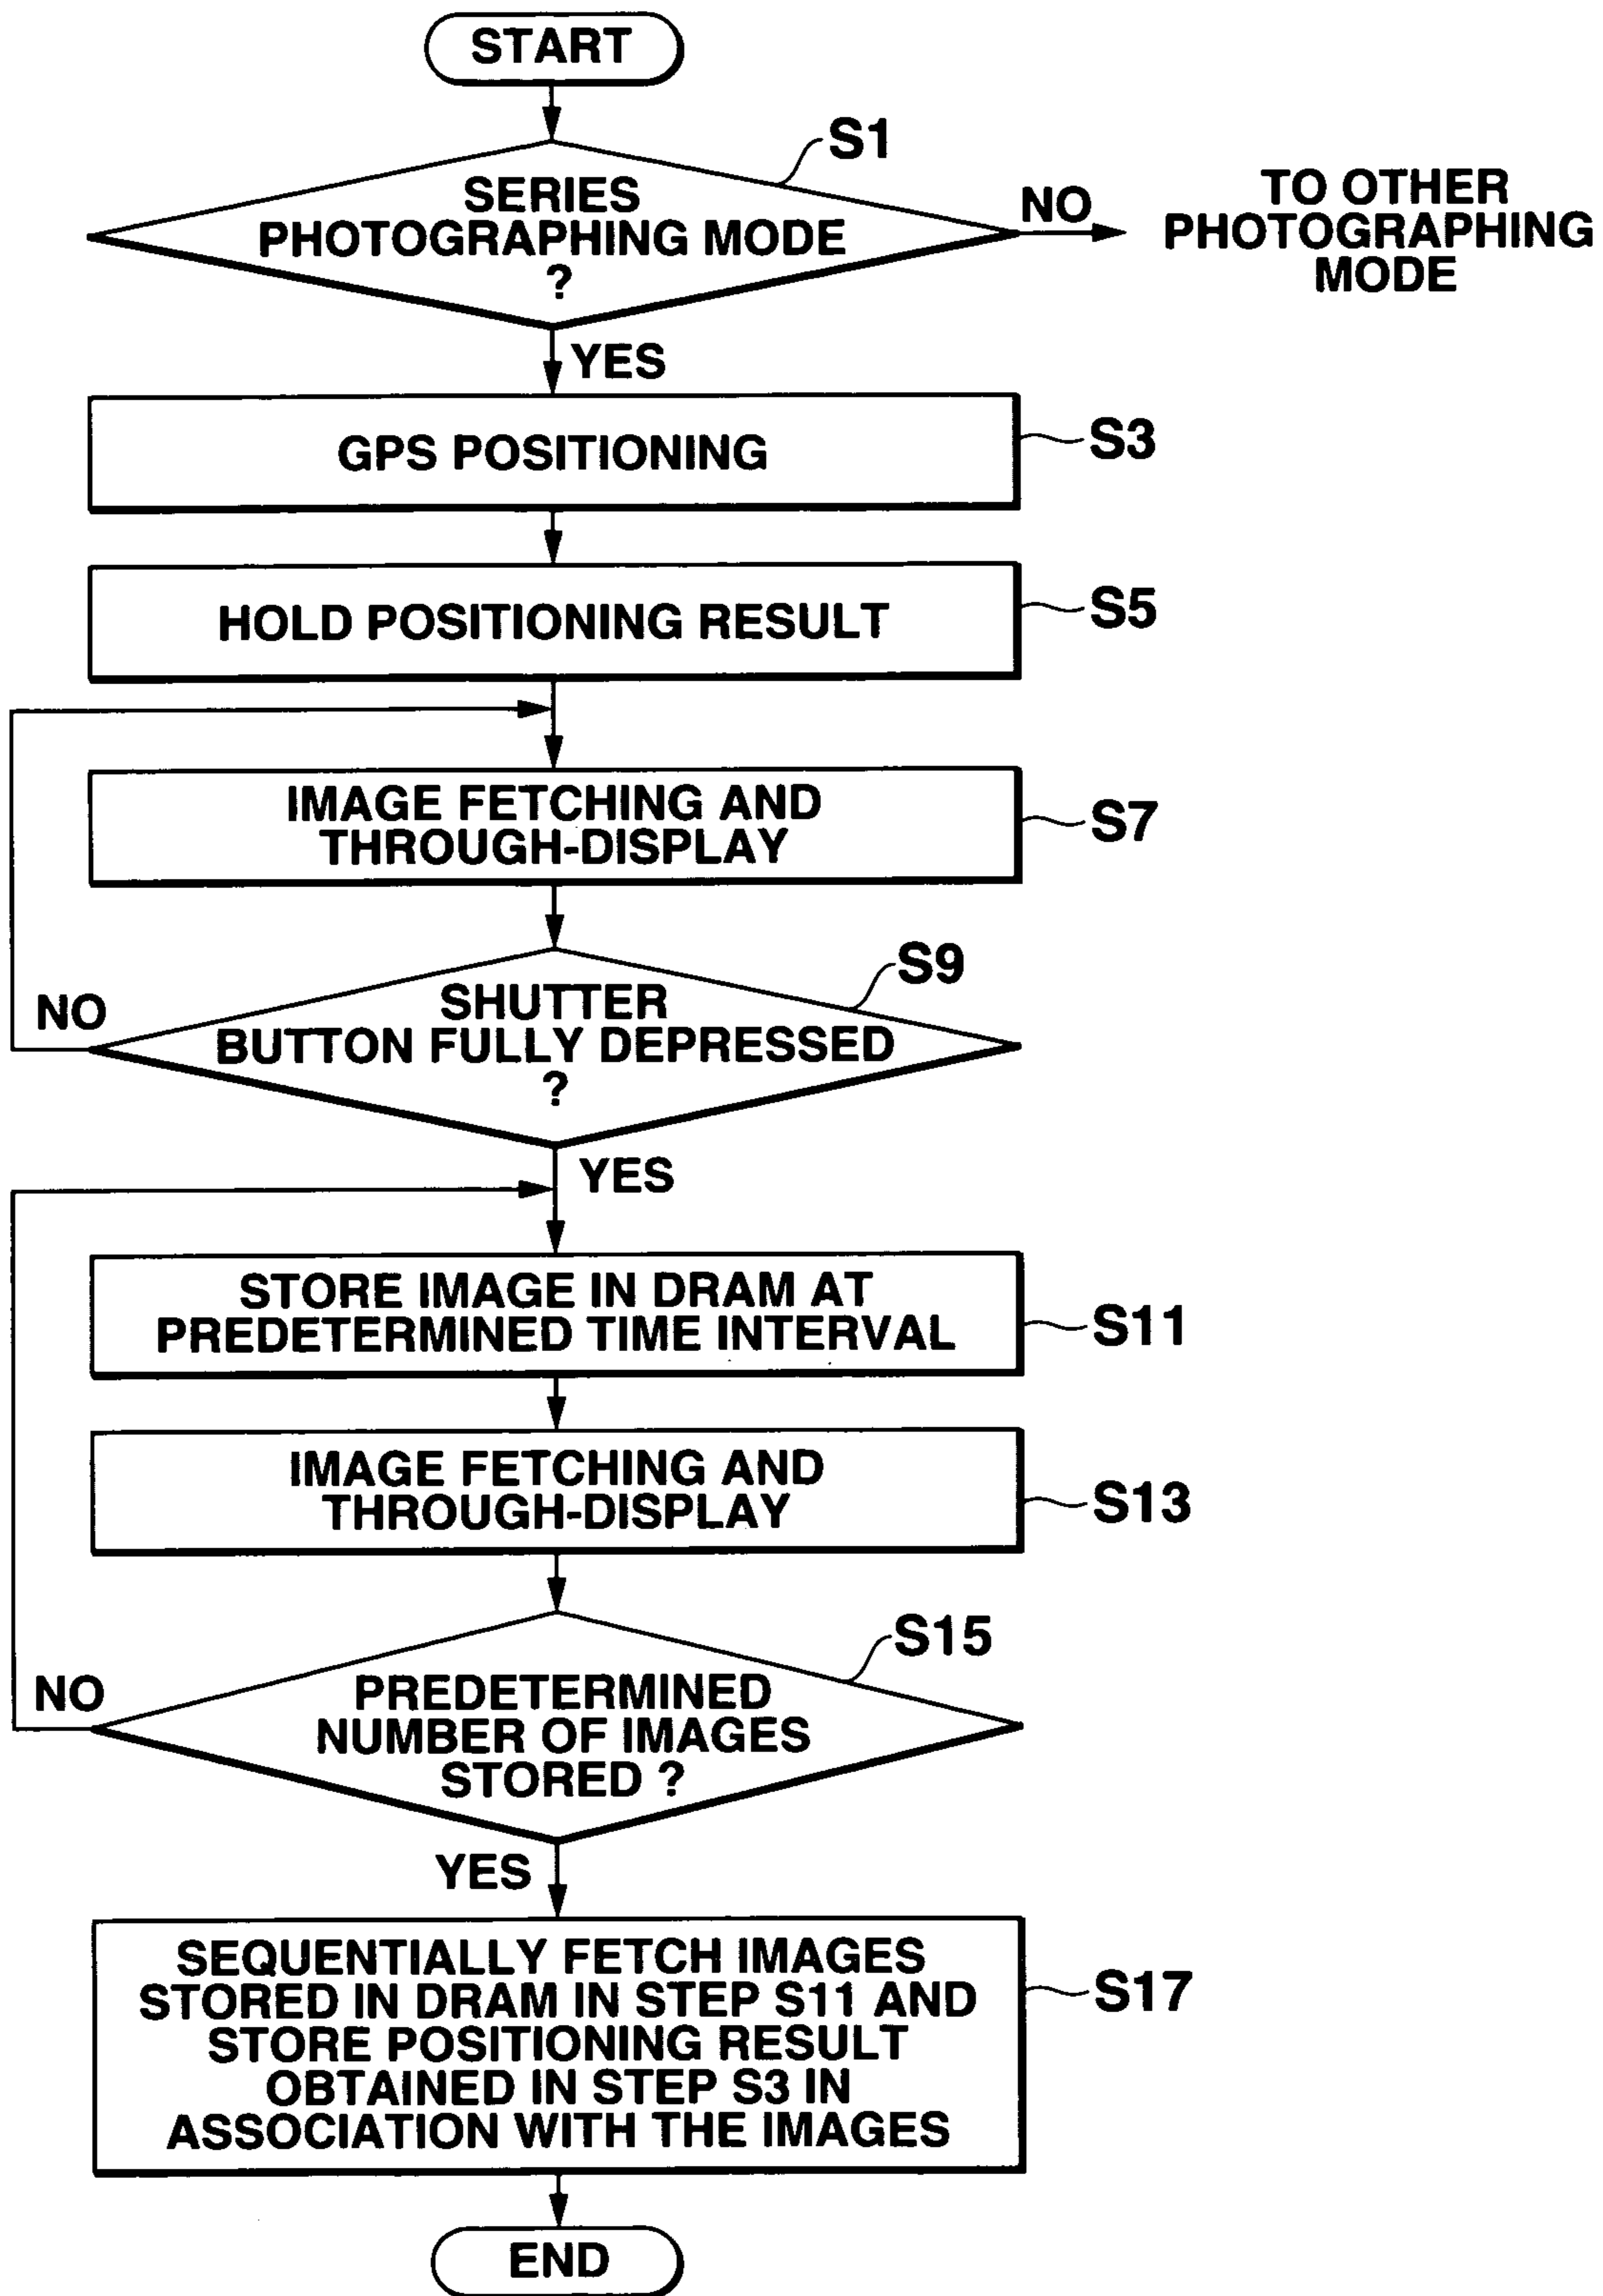 START
S1
SERIES
PHOTOGRAPHING MODE
?
NO
TO OTHER
PHOTOGRAPHING
MODE
YES
GPS POSITIONING
S3
HOLD POSITIONING RESULT
S5
IMAGE FETCHING AND
THROUGH-DISPLAY
S7
S9
SHUTTER
BUTTON FULLY DEPRESSED
?
NO
YES
STORE IMAGE IN DRAM AT
PREDETERMINED TIME INTERVAL
S11
IMAGE FETCHING AND
THROUGH-DISPLAY
S13
S15
PREDETERMINED
NUMBER OF IMAGES
STORED ?
NO
YES
SEQUENTIALLY FETCH IMAGES
STORED IN DRAM IN STEP S11 AND
STORE POSITIONING RESULT
OBTAINED IN STEP S3 IN
ASSOCIATION WITH THE IMAGES
S17
END